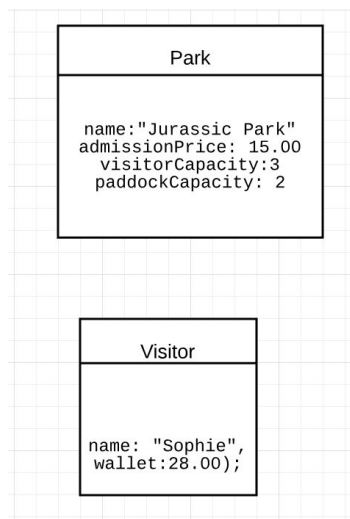 Park
name:"Jurassic Park"
admissionPrice: 15.00
visitorCapacity:3
paddockCapacity: 2
Visitor
name: "Sophie",
wallet:28.00);